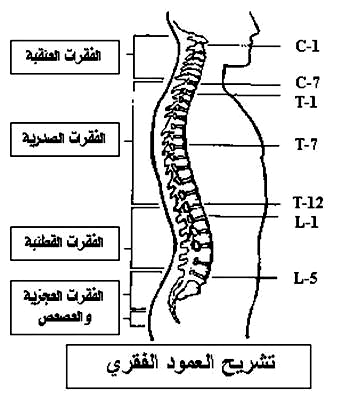 الفقرات العنقية
C-1
C-7
T-1
الفقرات الصدرية
T-7
T-12
L-1
الفقرات القطنية
L-5
الفقرات العجزية
والعصعص
تشريح العمود الفقري